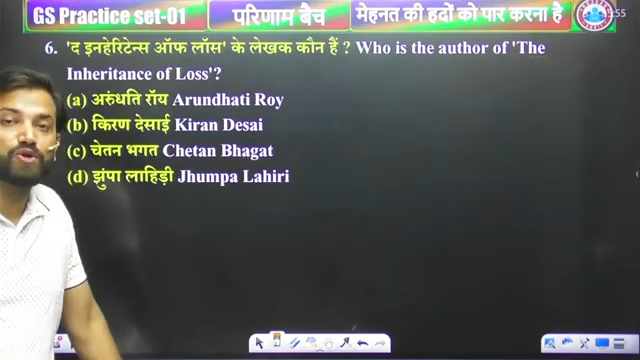 GS Practice set-01 परिणाम बैच मेहनत की हदों को पार करना है
6. 'द इनहेरिटेन्स ऑफ लॉस' के लेखक कौन हैं ? Who is the author of 'The
Inheritance of Loss'?
(a) अरुंधति रॉय Arundhati Roy
(b) किरण देसाई Kiran Desai
(c) चेतन भगत Chetan Bhagat
(d) झुंपा लाहिड़ी Jhumpa Lahiri